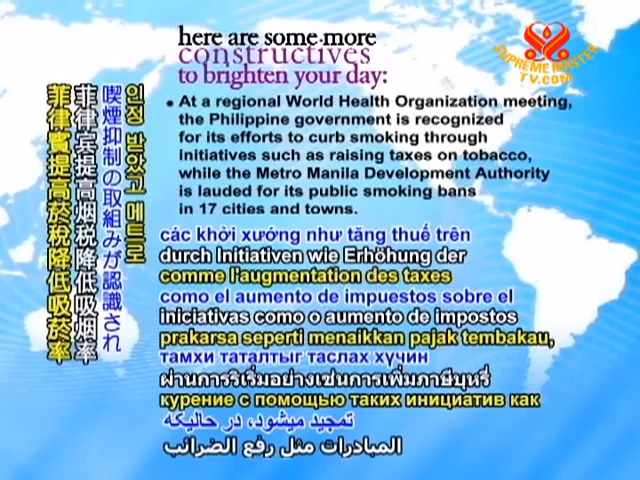 here are some more
constructives
to brighten your day:
SUPREME MASTER
TV.COM
• At a regional World Health Organization meeting,
the Philippine government is recognized
for its efforts to curb smoking through
initiatives such as raising taxes on tobacco,
while the Metro Manila Development Authority
is lauded for its public smoking bans
in 17 cities and towns.
인정 받았고 메트로
喫煙抑制の取組みが認識され
菲律宾提高烟税降低吸烟率
菲律賓提高菸稅降低吸菸率
các khởi xướng như tăng thuế trên
durch Initiativen wie Erhöhung der
comme l'augmentation des taxes
como el aumento de impuestos sobre el
iniciativas como o aumento de impostos
prakarsa seperti menaikkan pajak tembakau,
тамхи таталтыг таслах хүчин
ผ่านการริเริ่มอย่างเช่นการเพิ่มภาษีบุหรี่
курение с помощью таких инициатив как
تمجید میشود، در حالیکه
المبادرات مثل رفع الضرائب